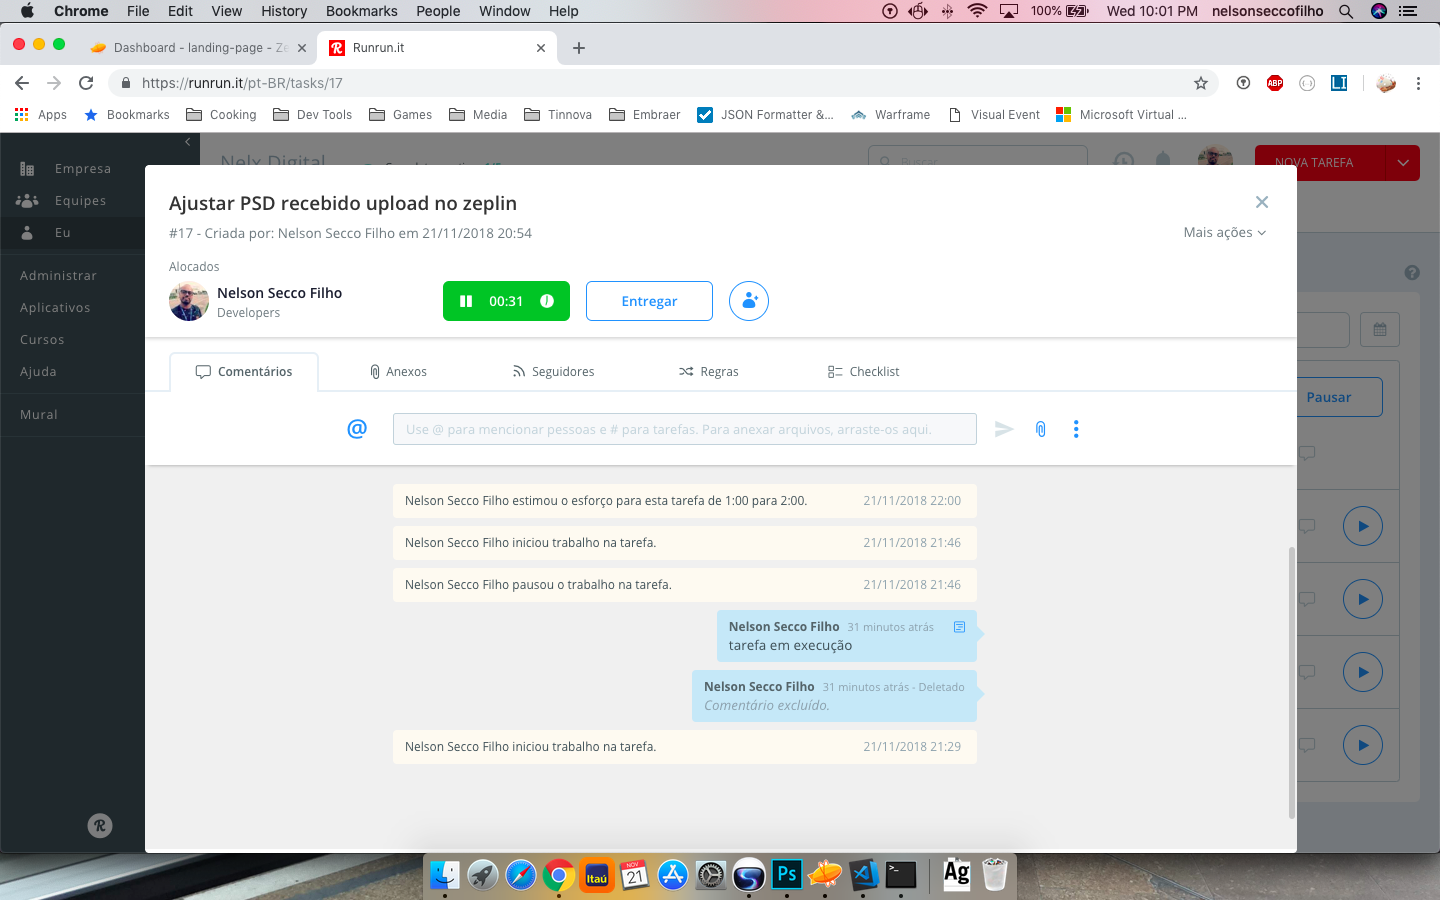 Chrome File Edit View History Bookmarks People Window Help 100% Wed 10:01 PM nelsonseccofilho
Dashboard - landing-page - Ze
Runrun.it
https://runrun.it/pt-BR/tasks/17
ABP
Apps Bookmarks Cooking Dev Tools Games Media Tinnova Embraer JSON Formatter &... Warframe Visual Event Microsoft Virtual ...
Empresa
Equipes
Eu
Administrar
Aplicativos
Cursos
Ajuda
Mural
Nelx Digital
Buscar
NOVA TAREFA
Ajustar PSD recebido upload no zeplin
#17 - Criada por: Nelson Secco Filho em 21/11/2018 20:54
Mais ações
Alocados
Nelson Secco Filho
Developers
00:31
Entregar
Comentários Anexos Seguidores Regras Checklist
Pausar
@ Use @ para mencionar pessoas e # para tarefas. Para anexar arquivos, arraste-os aqui.
Nelson Secco Filho estimou o esforço para esta tarefa de 1:00 para 2:00. 21/11/2018 22:00
Nelson Secco Filho iniciou trabalho na tarefa. 21/11/2018 21:46
Nelson Secco Filho pausou o trabalho na tarefa. 21/11/2018 21:46
Nelson Secco Filho 31 minutos atrás
tarefa em execução
Nelson Secco Filho 31 minutos atrás - Deletado
Comentário excluído.
Nelson Secco Filho iniciou trabalho na tarefa. 21/11/2018 21:29
Itaú
NOV
21
Ps
Ag